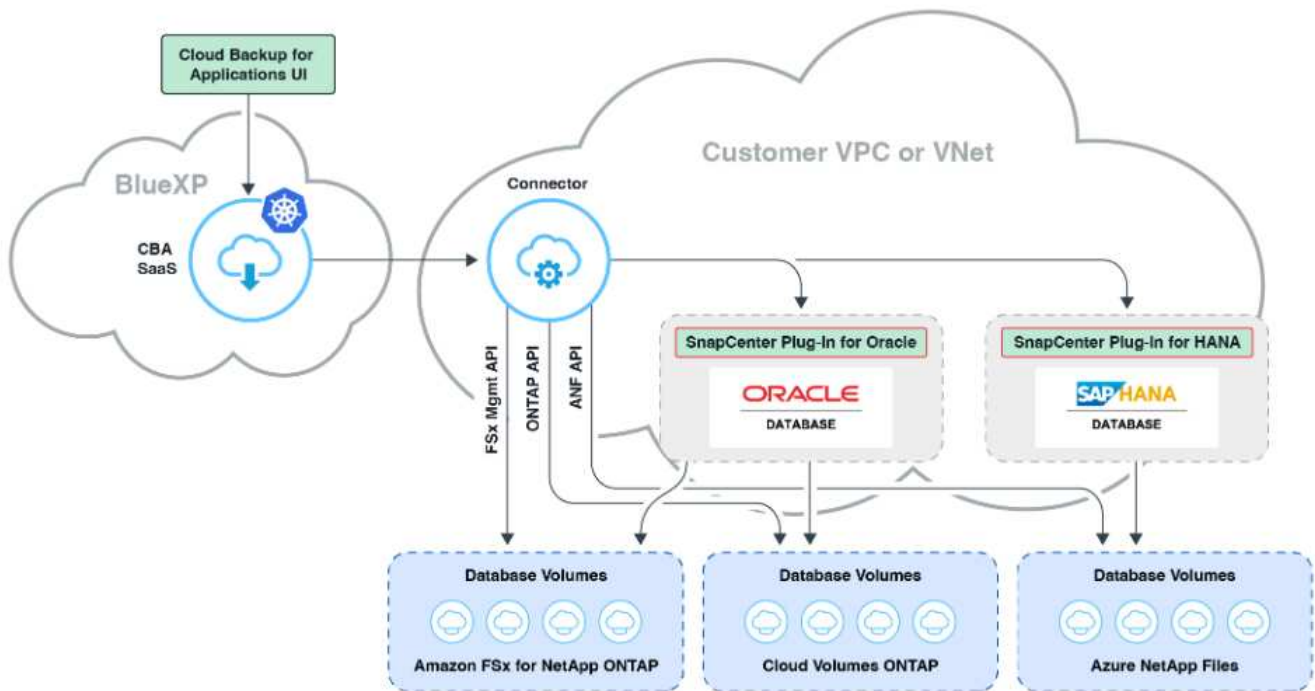 Cloud Backup for
Applications UI
BlueXP
CBA
SaaS
Customer VPC or VNet
Connector
FSx Mgmt API
ONTAP API
ANF API
SnapCenter Plug-In for Oracle
ORACLE
DATABASE
SnapCenter Plug-In for HANA
SAP HANA
DATABASE
Database Volumes
Amazon FSx for NetApp ONTAP
Database Volumes
Cloud Volumes ONTAP
Database Volumes
Azure NetApp Files